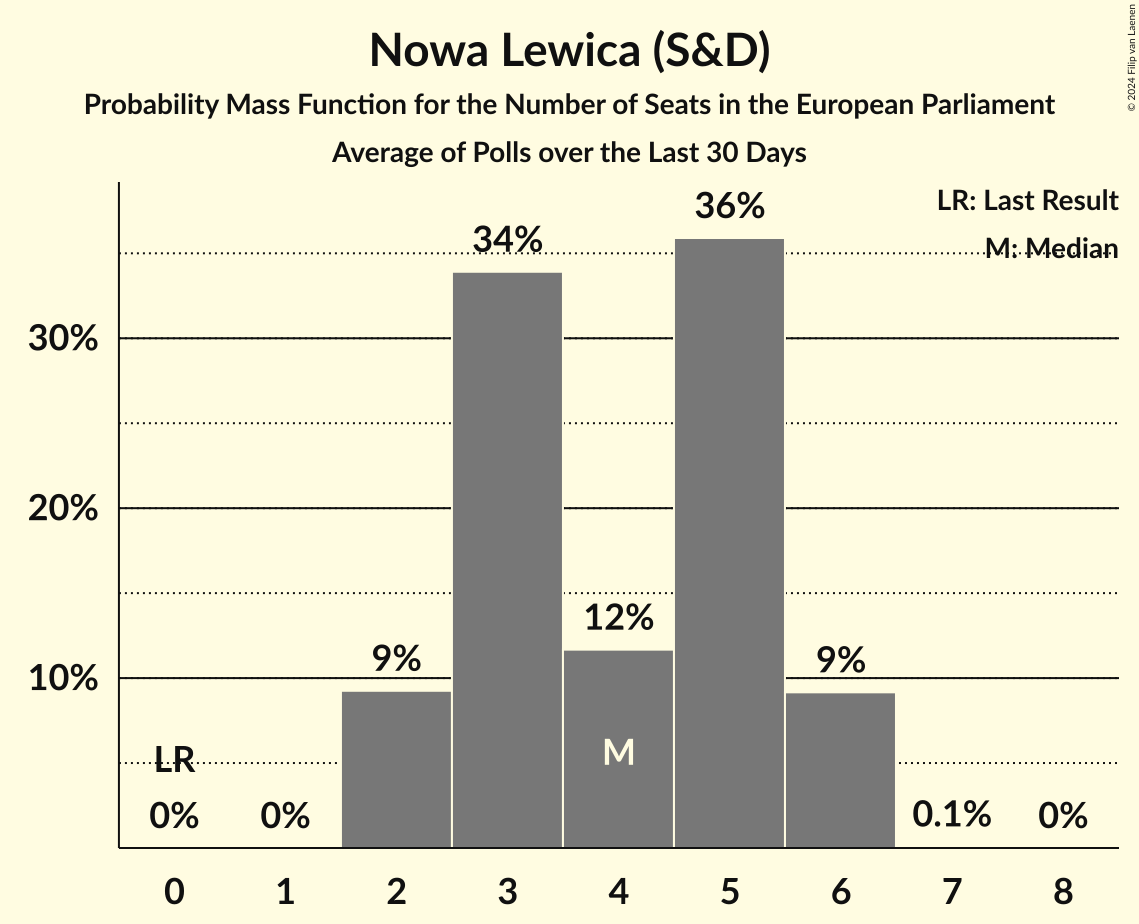 Nowa Lewica (S&D)
Probability Mass Function for the Number of Seats in the European Parliament
Average of Polls over the Last 30 Days
© 2024 Filip van Laenen
LR: Last Result
M: Median
36%
34%
30%
20%
12%
10%
9%
9%
M
LR
0%
0%
0.1%
0%
0 1 2 3 4 5 6 7 8